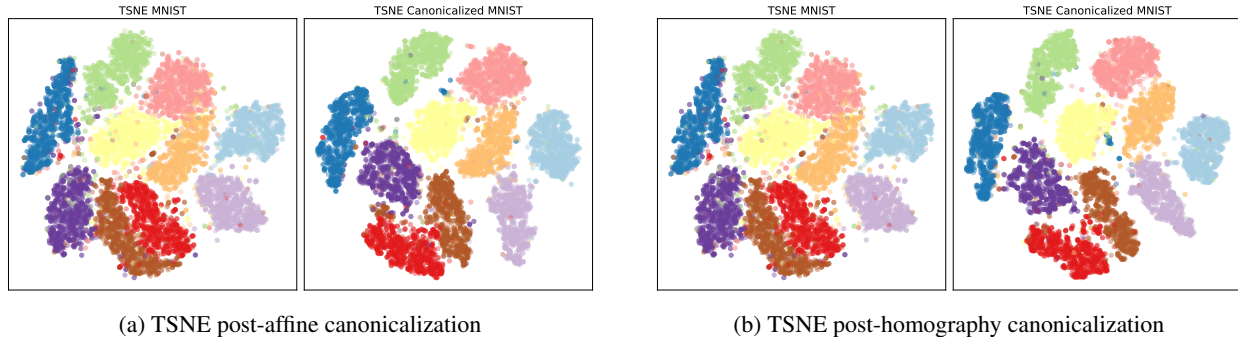 TSNE MNIST
TSNE Canonicalized MNIST
TSNE MNIST
TSNE Canonicalized MNIST
(a) TSNE post-affine canonicalization
(b) TSNE post-homography canonicalization